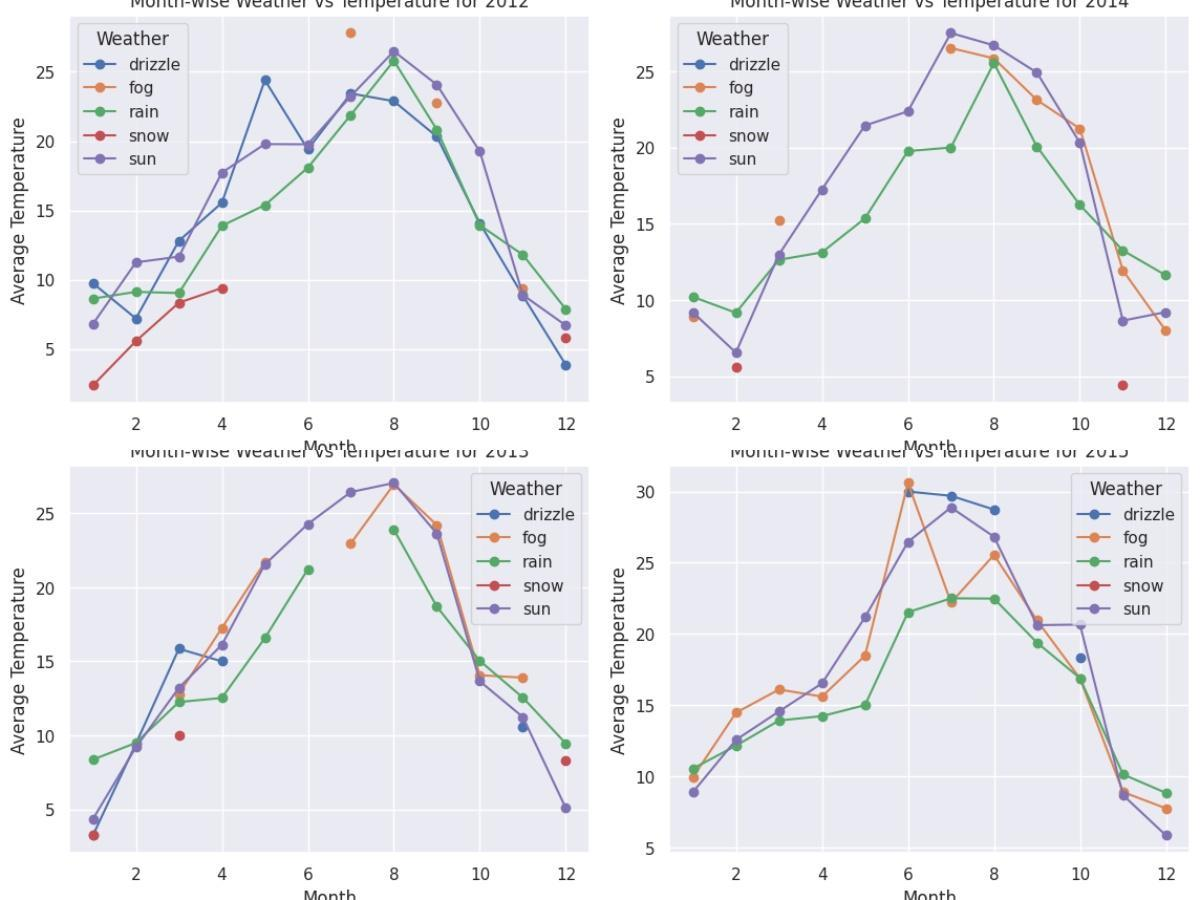 Month-wise Weather vs Temperature for 2012
Weather
drizzle
fog
rain
snow
sun
Average Temperature
25
20
15
10
5
2
4
6
8
10
12
Month
Month-wise Weather vs Temperature for 2014
Weather
drizzle
fog
rain
snow
sun
Average Temperature
25
20
15
10
5
2
4
6
8
10
12
Month
Month-wise Weather vs Temperature for 2013
Weather
drizzle
fog
rain
snow
sun
Average Temperature
25
20
15
10
5
2
4
6
8
10
12
Month
Month-wise Weather vs Temperature for 2015
Weather
drizzle
fog
rain
snow
sun
Average Temperature
30
25
20
15
10
5
2
4
6
8
10
12
Month